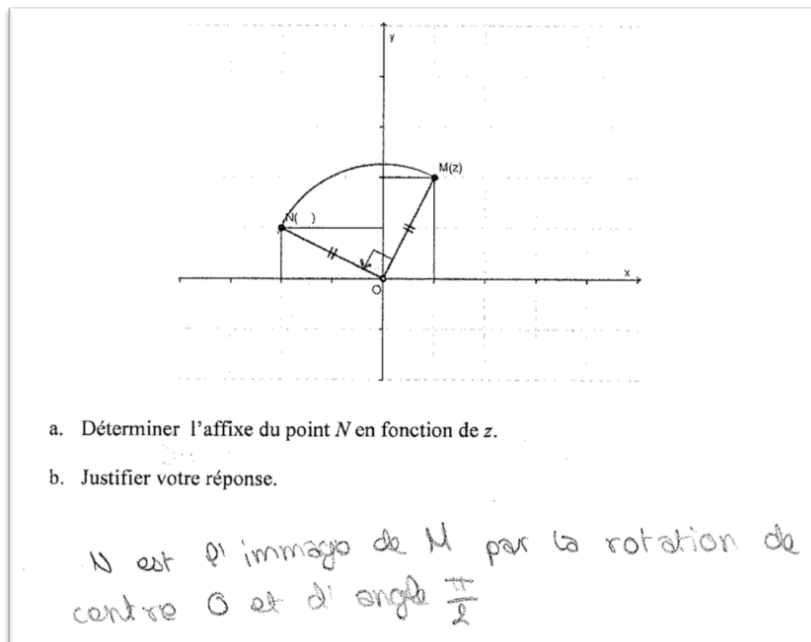 y
M(z)
N( )
x
O
a. Déterminer l'affixe du point N en fonction de z.
b. Justifier votre réponse.
N est l'immage de M par la rotation de
centre O et d'angle π/2